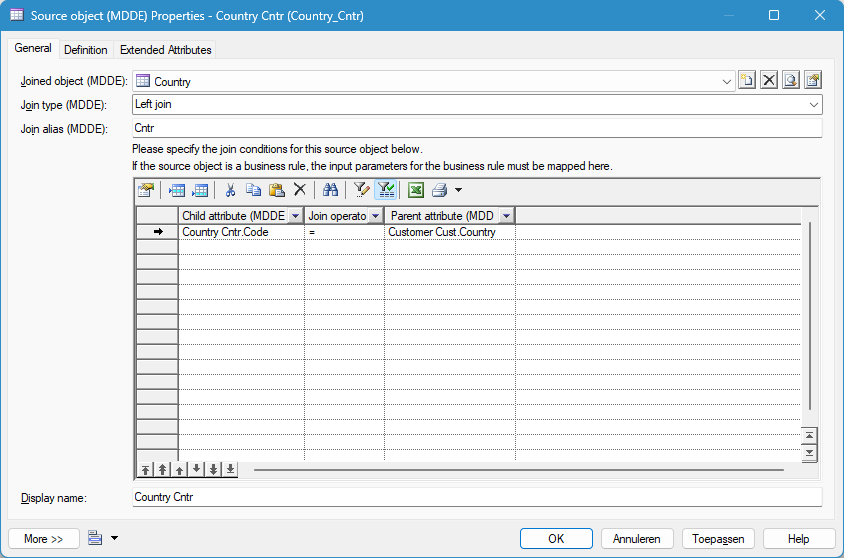 Source object (MDDE) Properties - Country Cntr (Country_Cntr)
General Definition Extended Attributes
Joined object (MDDE): Country
Join type (MDDE): Left join
Join alias (MDDE): Cntr
Please specify the join conditions for this source object below.
If the source object is a business rule, the input parameters for the business rule must be mapped here.
Child attribute (MDDE Join operato Parent attribute (MDD
Country Cntr.Code = Customer Cust.Country
Display name: Country Cntr
More >> OK Annuleren Toepassen Help